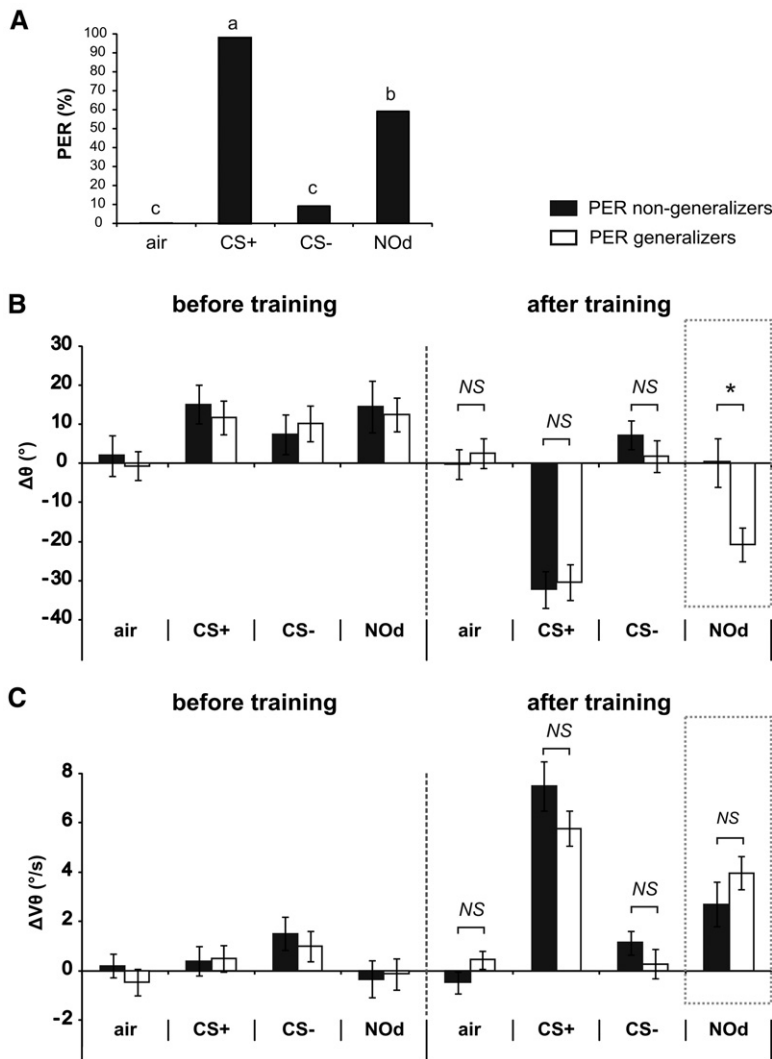 A
PER (%)
100
90
80
70
60
50
40
30
20
10
0
c
a
c
b
air CS+ CS- NOd
PER non-generalizers
PER generalizers
B
before training after training
Δθ (°)
30
20
10
0
-10
-20
-30
-40
NS
NS
NS
*
air CS+ CS- NOd air CS+ CS- NOd
C
before training after training
ΔVθ (°/s)
8
6
4
2
0
-2
NS
NS
NS
NS
air CS+ CS- NOd air CS+ CS- NOd